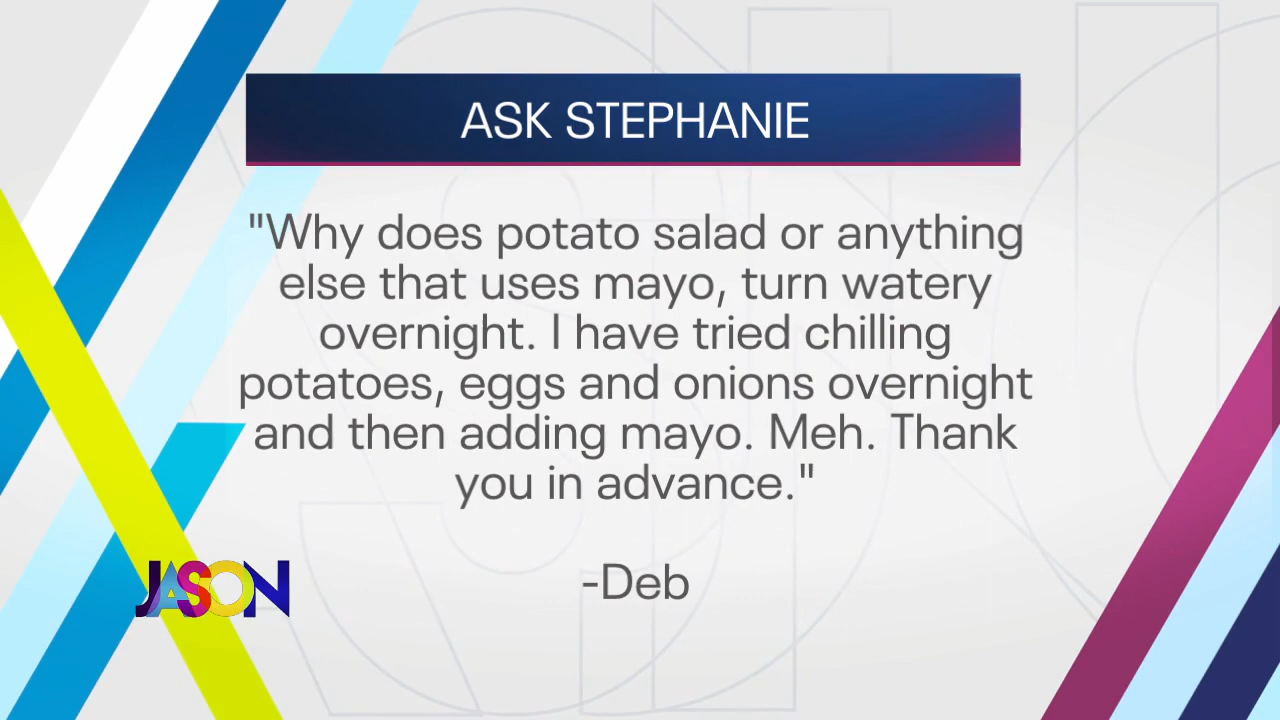 ASK STEPHANIE
"Why does potato salad or anything
else that uses mayo, turn watery
overnight. I have tried chilling
potatoes, eggs and onions overnight
and then adding mayo. Meh. Thank
you in advance."
-Deb
JASON